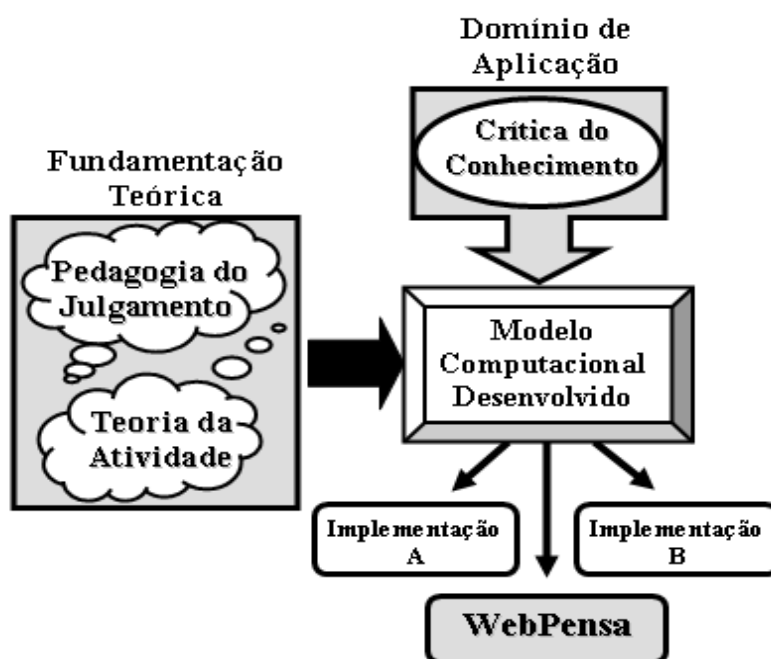 Domínio de
Aplicação
Crítica do
Conhecimento
Fundamentação
Teórica
Pedagogia do
Julgamento
Teoria da
Atividade
Modelo
Computacional
Desenvolvido
Implementação
A
Implementação
B
WebPensa